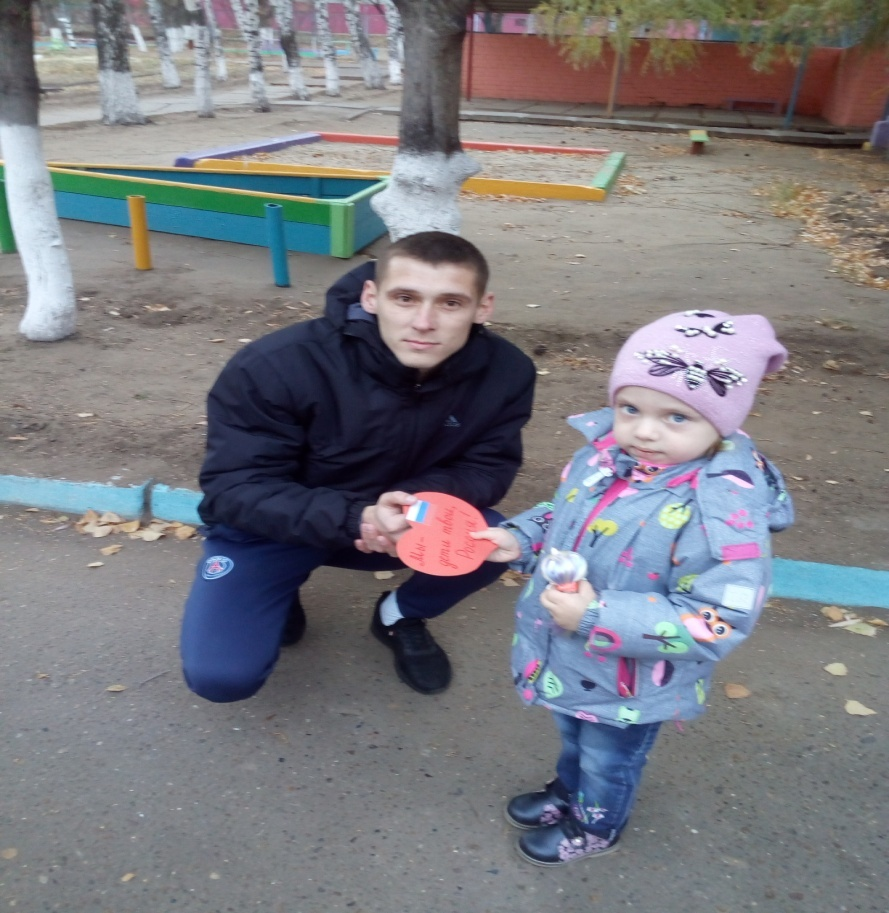 Мы-
дети твои,
Россия!